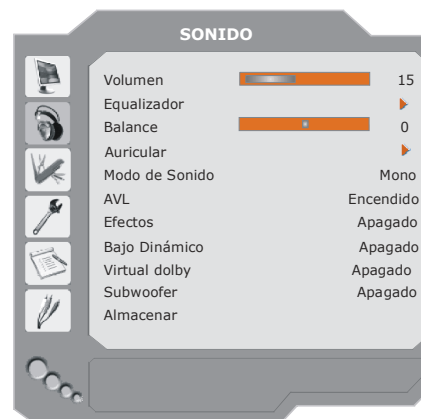 SONIDO
Volumen 15
Equalizador
Balance 0
Auricular
Modo de Sonido Mono
AVL Encendido
Efectos Apagado
Bajo Dinámico Apagado
Virtual dolby Apagado
Subwoofer Apagado
Almacenar